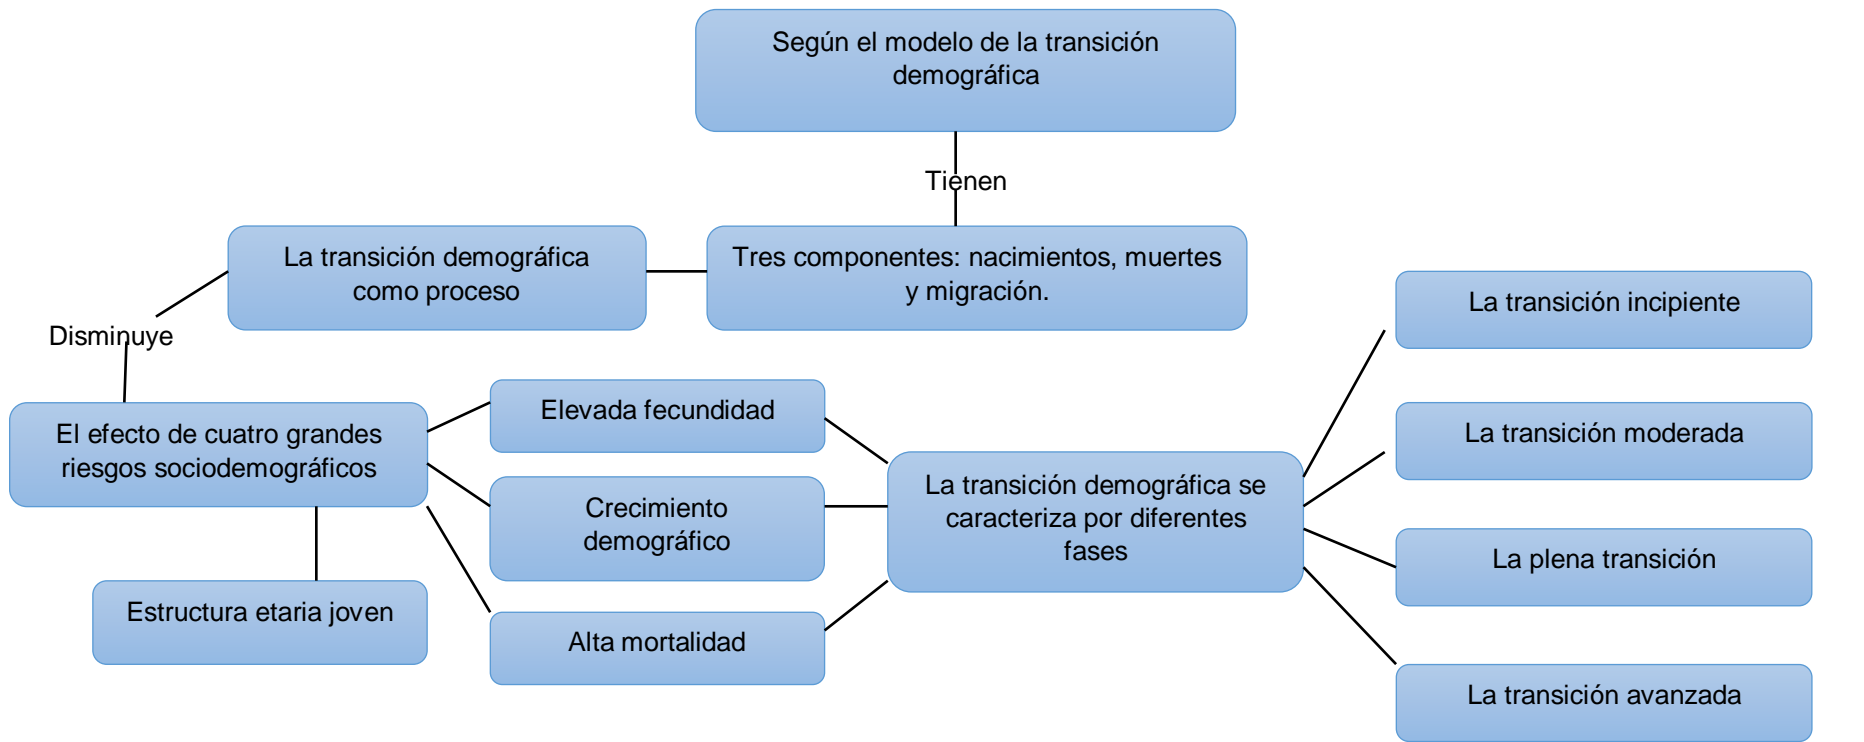 Según el modelo de la transición
demográfica
Tienen
La transición demográfica
como proceso
Tres componentes: nacimientos, muertes
y migración.
Disminuye
El efecto de cuatro grandes
riesgos sociodemográficos
Estructura etaria joven
Elevada fecundidad
Crecimiento
demográfico
Alta mortalidad
La transición demográfica se
caracteriza por diferentes
fases
La transición incipiente
La transición moderada
La plena transición
La transición avanzada